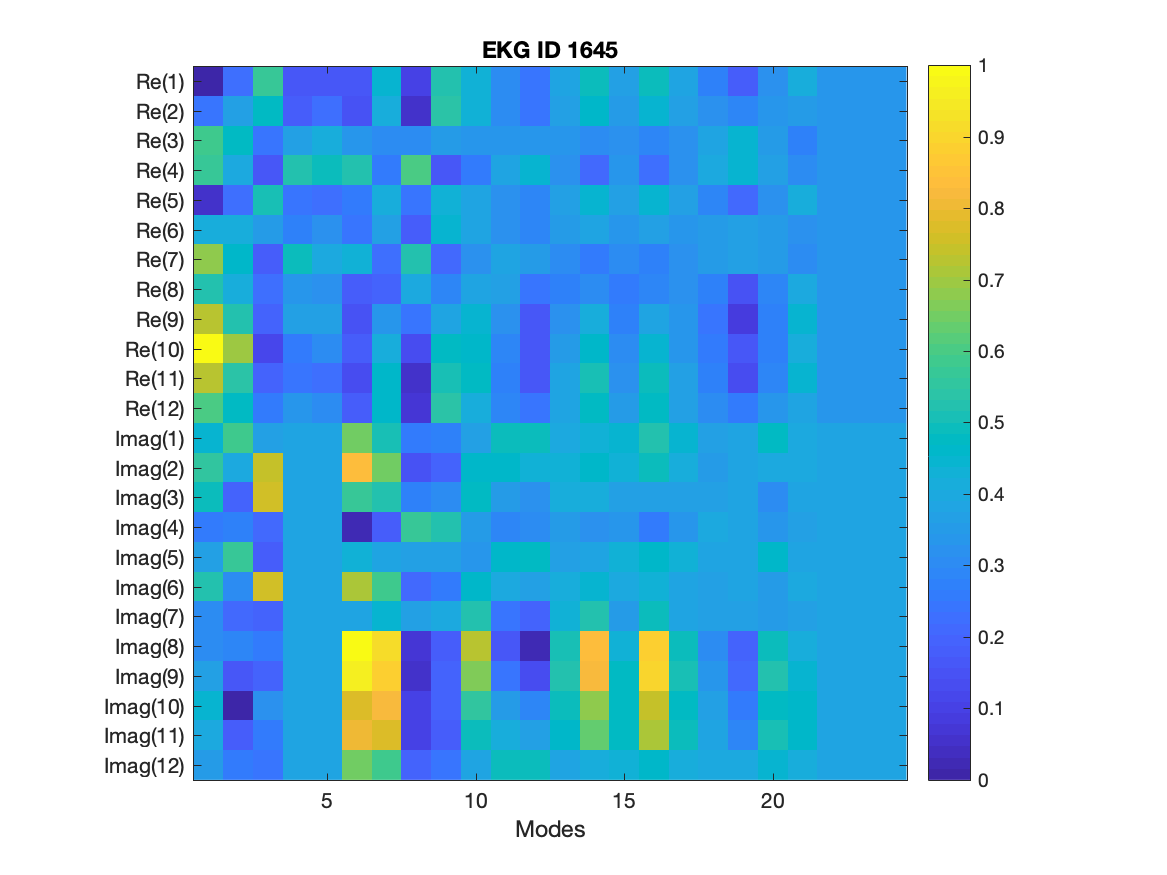 EKG ID 1645
Re(1)
Re(2)
Re(3)
Re(4)
Re(5)
Re(6)
Re(7)
Re(8)
Re(9)
Re(10)
Re(11)
Re(12)
Imag(1)
Imag(2)
Imag(3)
Imag(4)
Imag(5)
Imag(6)
Imag(7)
Imag(8)
Imag(9)
Imag(10)
Imag(11)
Imag(12)
5 10 15 20
Modes
1
0.9
0.8
0.7
0.6
0.5
0.4
0.3
0.2
0.1
0